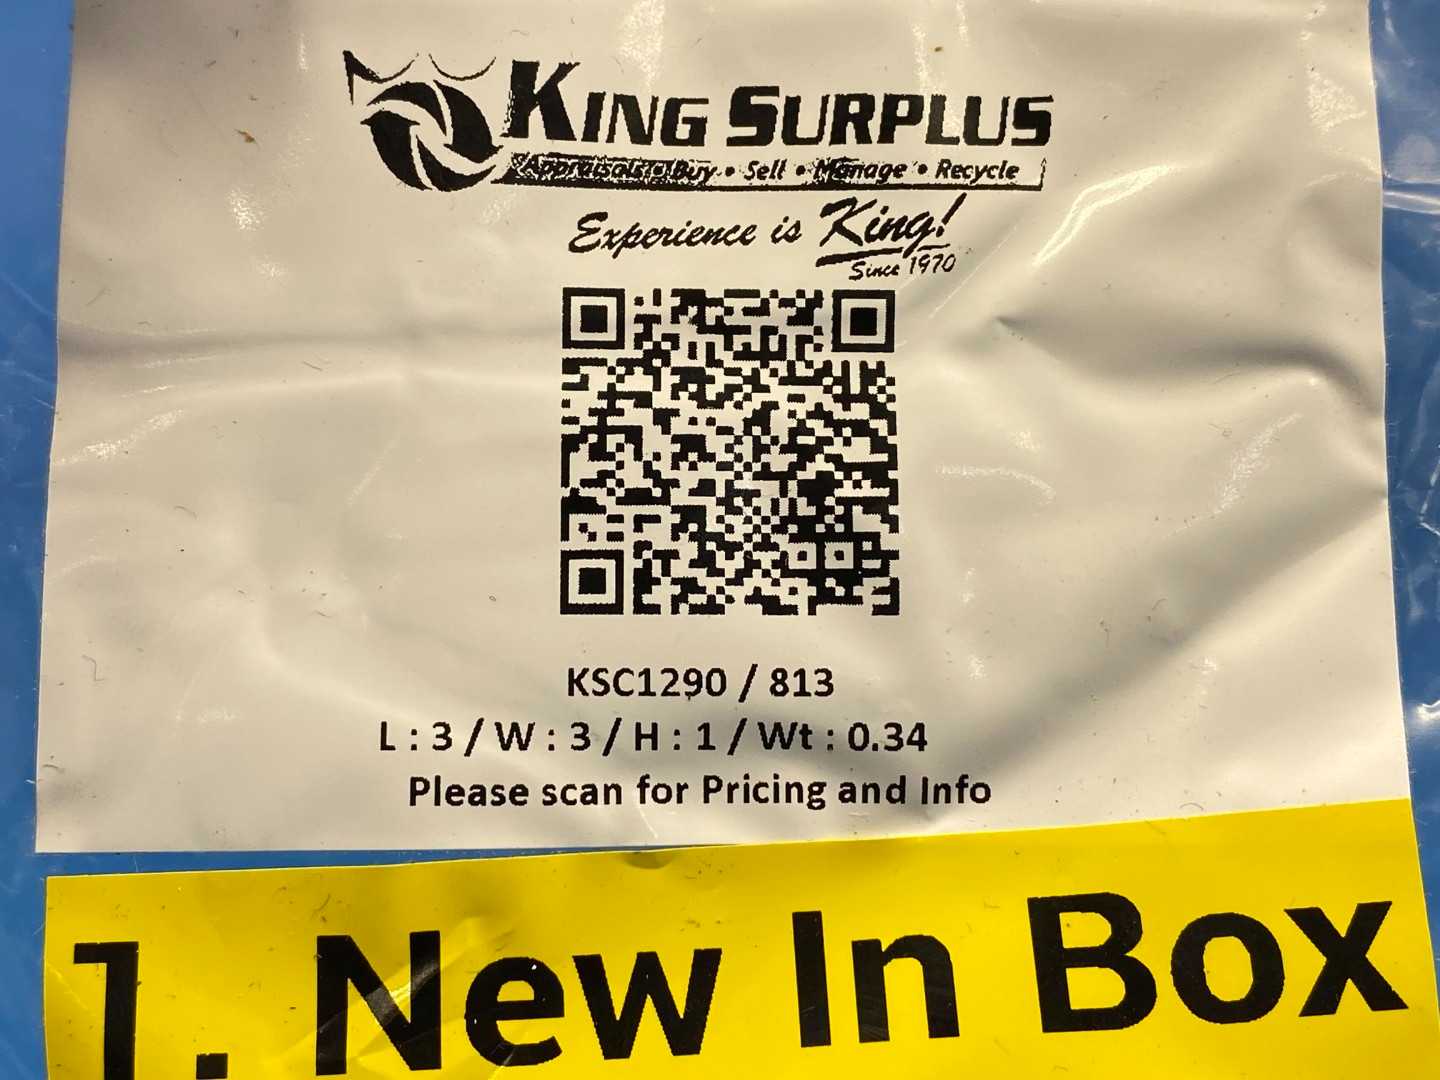 KING SURPLUS
Appraisals • Buy • Sell • Manage • Recycle
Experience is King!
Since 1970
KSC1290 / 813
L : 3 / W : 3 / H : 1 / Wt : 0.34
Please scan for Pricing and Info
1. New In Box